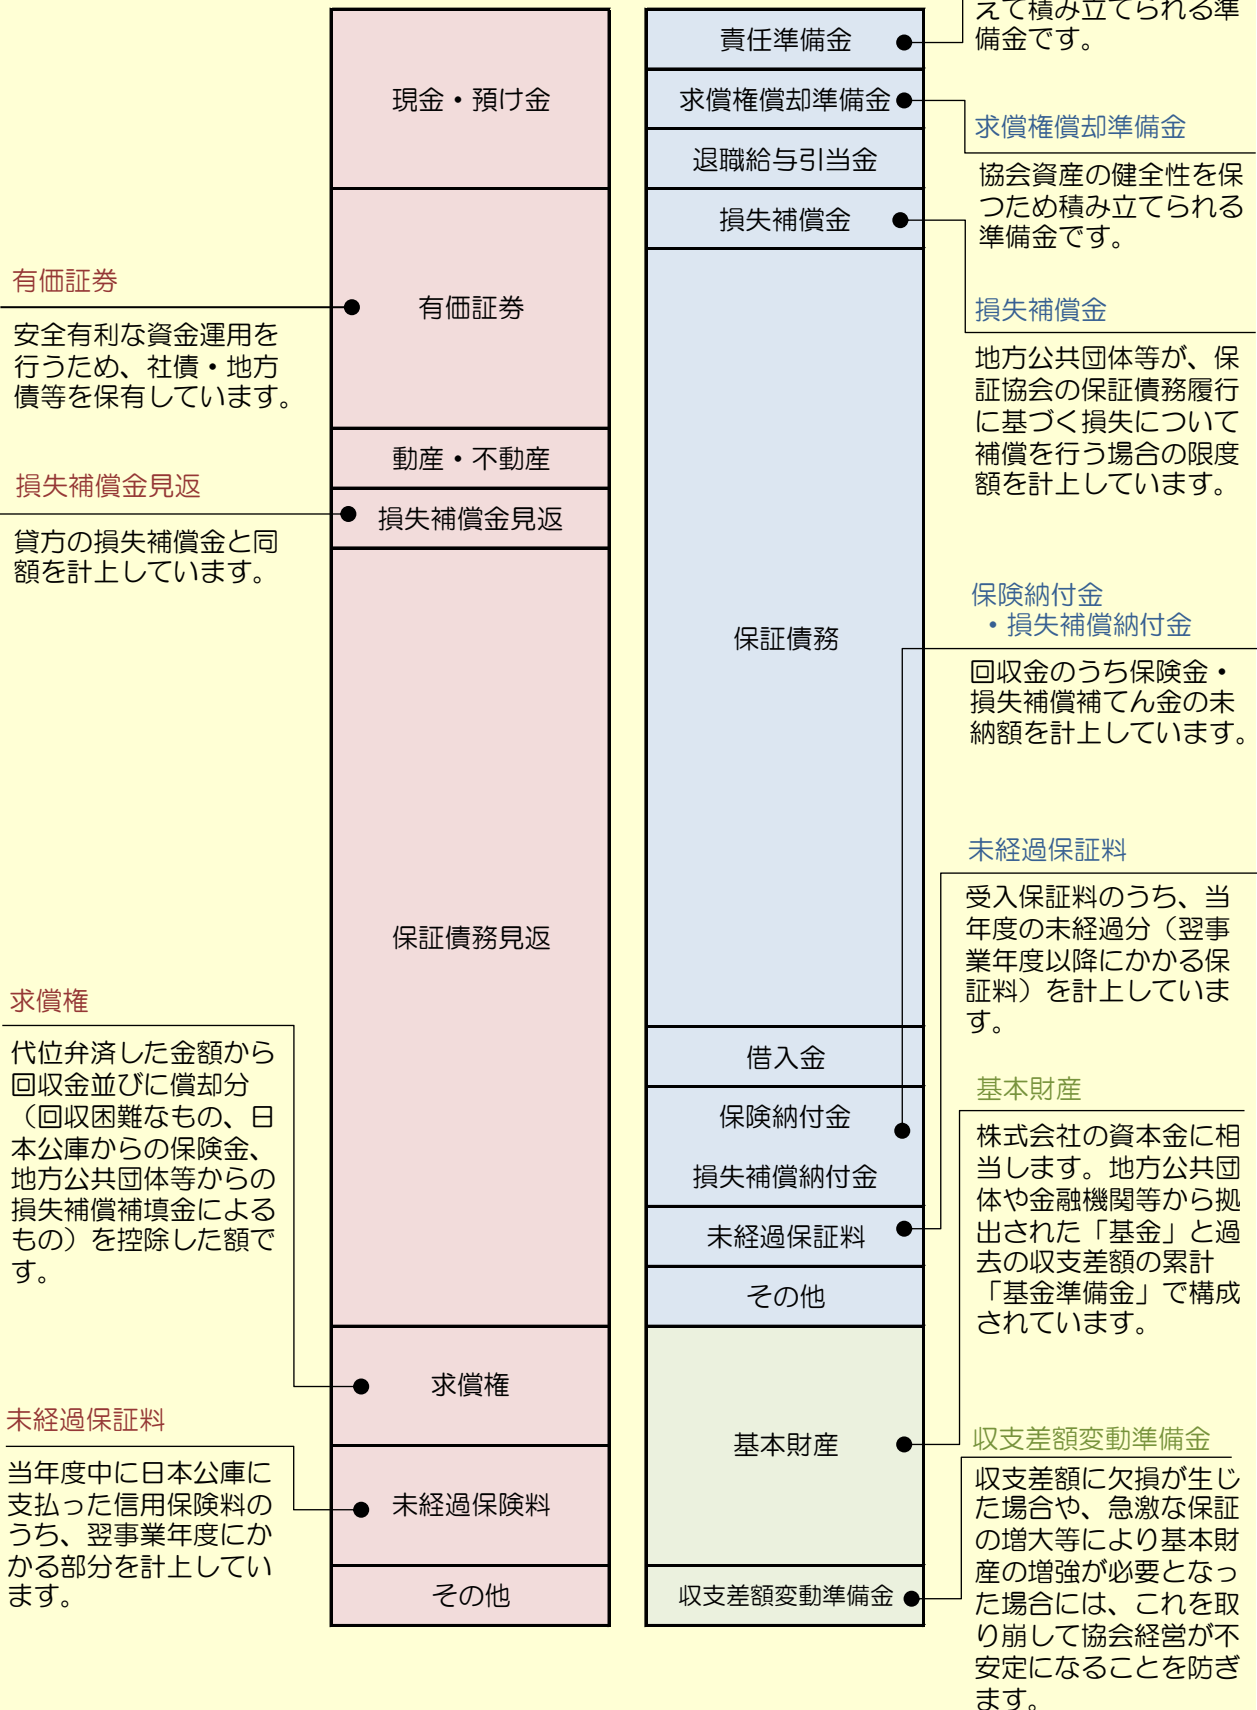 有価証券
安全有利な資金運用を
行うため、社債・地方
債等を保有しています。
損失補償金見返
貸方の損失補償金と同
額を計上しています。
求償権
代位弁済した金額から
回収金並びに償却分
（回収困難なもの、日
本公庫からの保険金、
地方公共団体等からの
損失補償補填金による
もの）を控除した額で
す。
未経過保証料
当年度中に日本公庫に
支払った信用保険料の
うち、翌事業年度にか
かる部分を計上してい
ます。
現金・預け金
有価証券
動産・不動産
損失補償金見返
保証債務見返
求償権
未経過保険料
その他
責任準備金
求償権償却準備金
退職給与引当金
損失補償金
保証債務
借入金
保険納付金
損失補償納付金
未経過保証料
その他
基本財産
収支差額変動準備金
えて積み立てられる準
備金です。
求償権償却準備金
協会資産の健全性を保
つため積み立てられる
準備金です。
損失補償金
地方公共団体等が、保
証協会の保証債務履行
に基づく損失について
補償を行う場合の限度
額を計上しています。
保険納付金
・損失補償納付金
回収金のうち保険金・
損失補償補てん金の未
納額を計上しています。
未経過保証料
受入保証料のうち、当
年度の未経過分（翌事
業年度以降にかかる保
証料）を計上していま
す。
基本財産
株式会社の資本金に相
当します。地方公共団
体や金融機関等から拠
出された「基金」と過
去の収支差額の累計
「基金準備金」で構成
されています。
収支差額変動準備金
収支差額に欠損が生じ
た場合や、急激な保証
の増大等により基本財
産の増強が必要となっ
た場合には、これを取
り崩して協会経営が不
安定になることを防ぎ
ます。